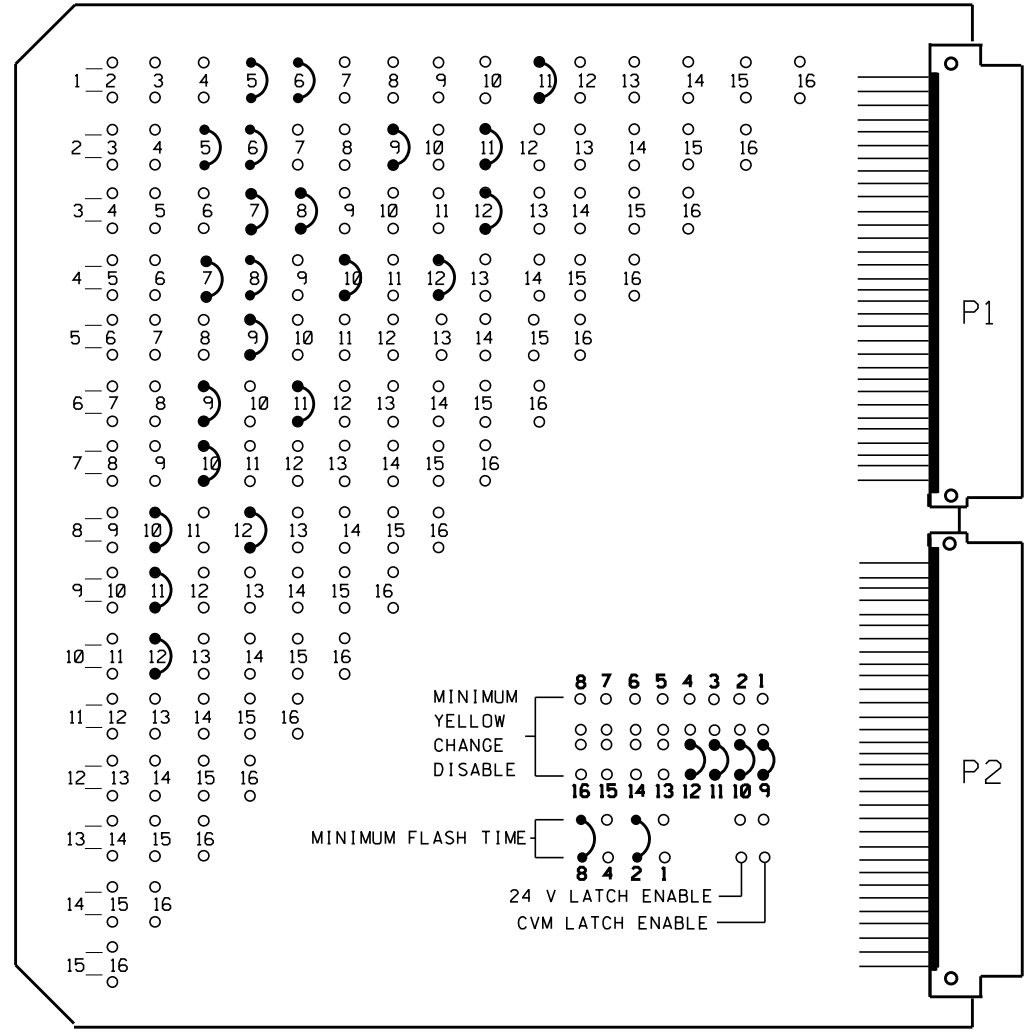 1 2 3 4 5 6 7 8 9 10 11 12 13 14 15 16
2 3 4 5 6 7 8 9 10 11 12 13 14 15 16
3 4 5 6 7 8 9 10 11 12 13 14 15 16
4 5 6 7 8 9 10 11 12 13 14 15 16
P1
5 6 7 8 9 10 11 12 13 14 15 16
6 7 8 9 10 11 12 13 14 15 16
7 8 9 10 11 12 13 14 15 16
8 9 10 11 12 13 14 15 16
9 10 11 12 13 14 15 16
10 11 12 13 14 15 16
11 12 13 14 15 16
12 13 14 15 16
13 14 15 16
14 15 16
15 16
8 7 6 5 4 3 2 1
MINIMUM
YELLOW
CHANGE
DISABLE
16 15 14 13 12 11 10 9
P2
MINIMUM FLASH TIME
8 4 2 1
24 V LATCH ENABLE
CVM LATCH ENABLE